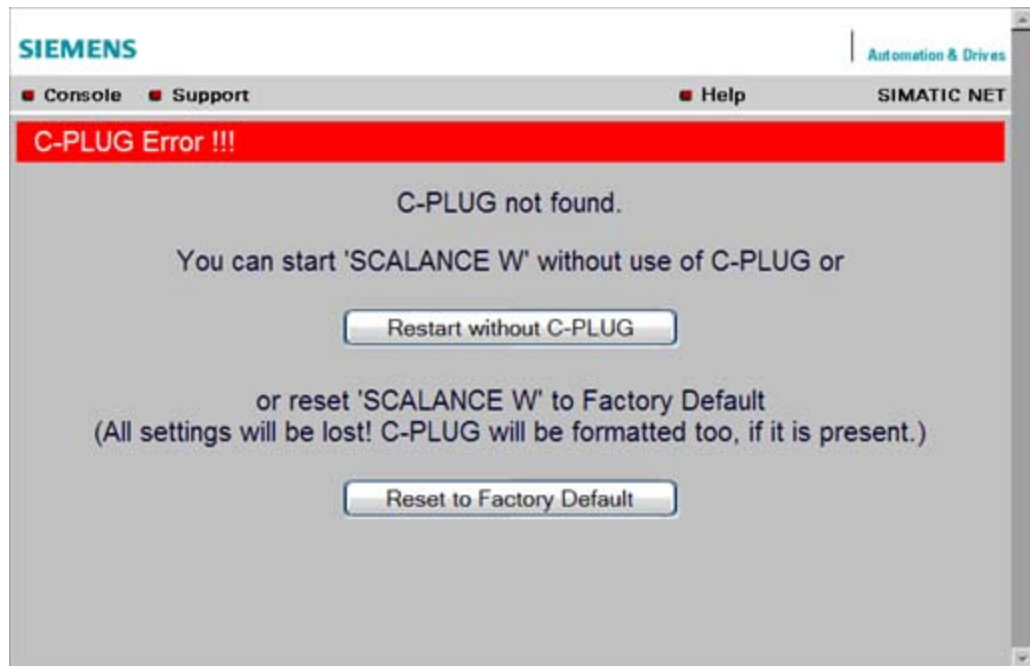 SIEMENS
Automation & Drives
Console Support Help SIMATIC NET
C-PLUG Error !!!
C-PLUG not found.
You can start 'SCALANCE W' without use of C-PLUG or
Restart without C-PLUG
or reset 'SCALANCE W' to Factory Default
(All settings will be lost! C-PLUG will be formatted too, if it is present.)
Reset to Factory Default